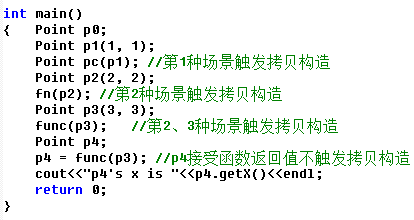 int main()
{   Point p0;
    Point p1(1, 1);
    Point pc(p1); //第1种场景触发拷贝构造
    Point p2(2, 2);
    fn(p2); //第2种场景触发拷贝构造
    Point p3(3, 3);
    func(p3);   //第2、3种场景触发拷贝构造
    Point p4;
    p4 = func(p3); //p4接受函数返回值不触发拷贝构造
    cout<<"p4's x is "<<p4.getX()<<endl;
    return 0;
}